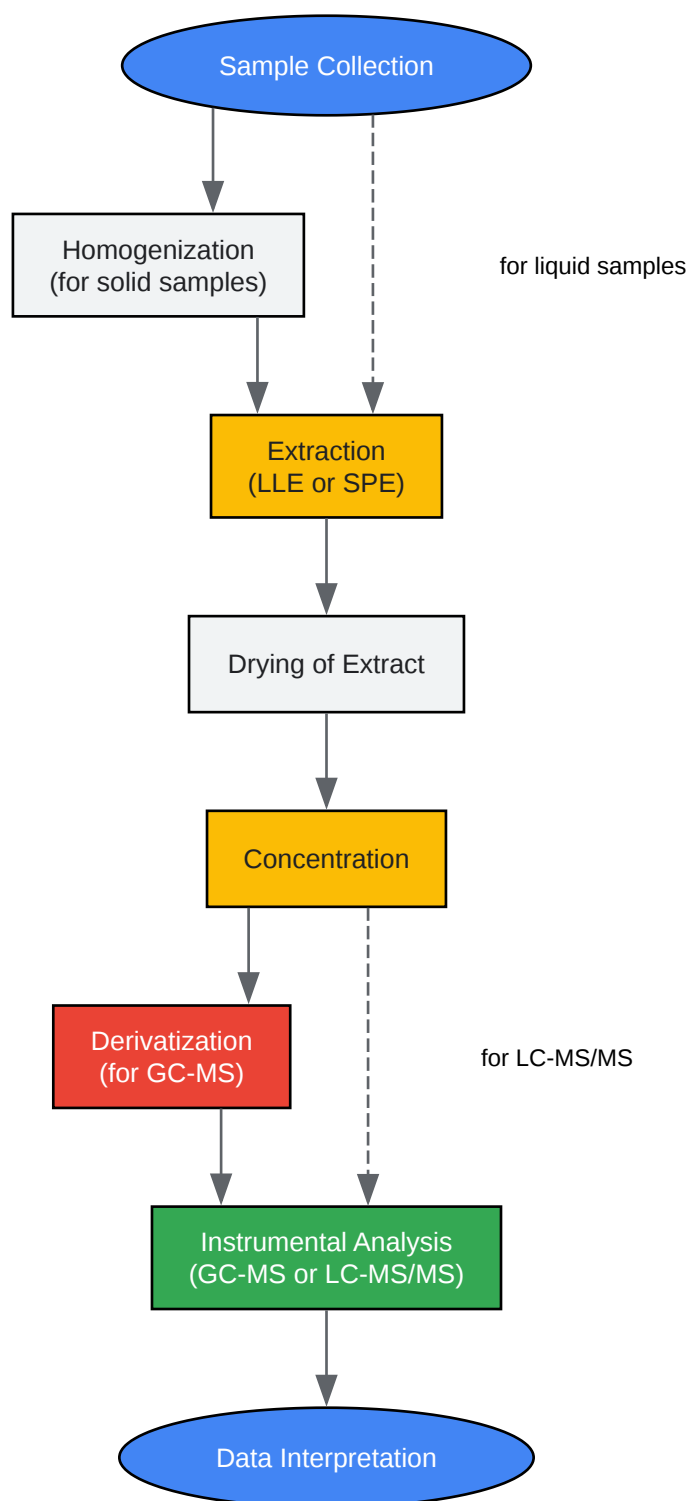 Sample Collection
Homogenization
(for solid samples)
for liquid samples
Extraction
(LLE or SPE)
Drying of Extract
Concentration
Derivatization
(for GC-MS)
for LC-MS/MS
Instrumental Analysis
(GC-MS or LC-MS/MS)
Data Interpretation